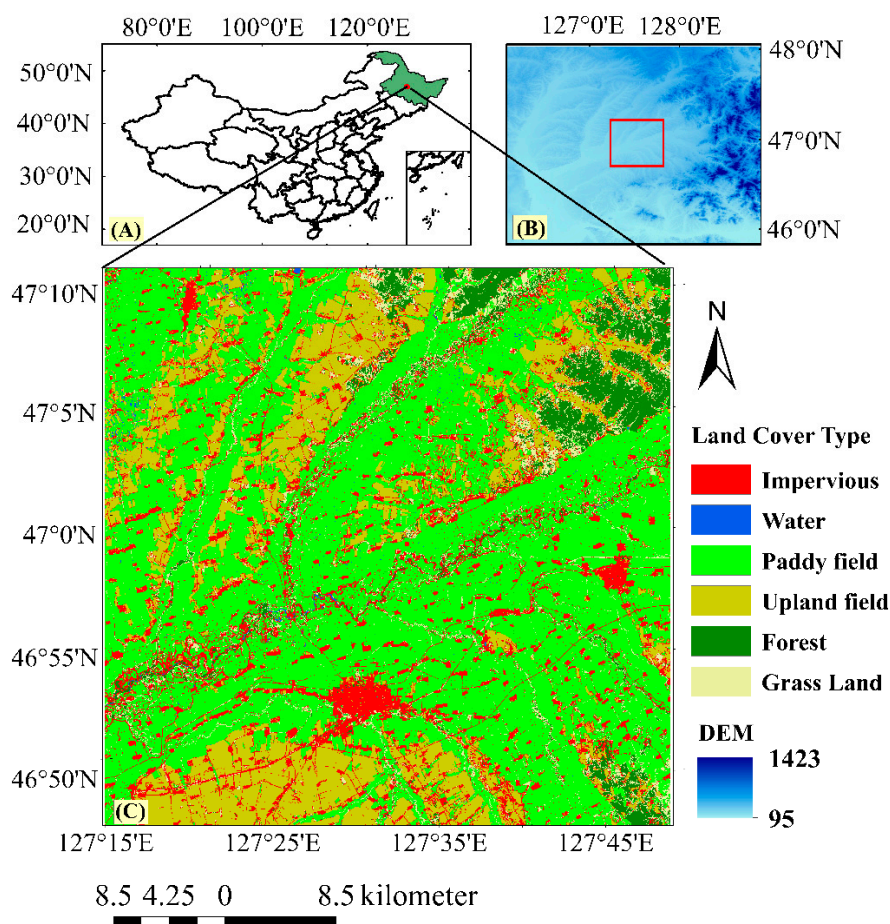 80°0'E 100°0'E 120°0'E
50°0'N
40°0'N
30°0'N
20°0'N
(A)
127°0'E 128°0'E
48°0'N
47°0'N
46°0'N
(B)
47°10'N
47°5'N
47°0'N
46°55'N
46°50'N
(C)
127°15'E 127°25'E 127°35'E 127°45'E
N
Land Cover Type
Impervious
Water
Paddy field
Upland field
Forest
Grass Land
DEM
1423
95
8.5 4.25 0 8.5 kilometer